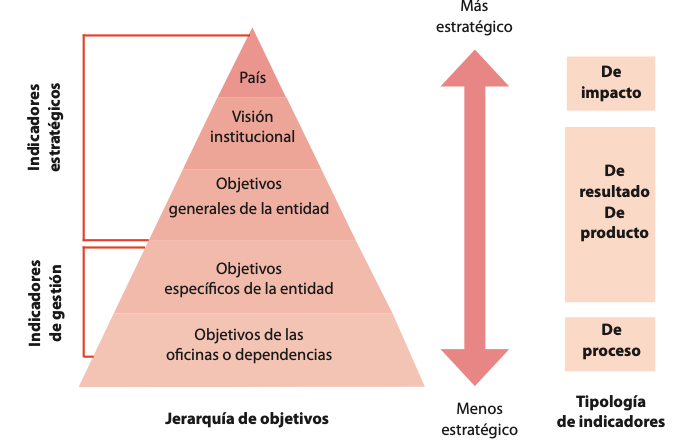 Indicadores
estratégicos
Indicadores
de gestión
País
Visión
institucional
Objetivos
generales de la entidad
Objetivos
específicos de la entidad
Objetivos de las
oficinas o dependencias
Jerarquía de objetivos
Más
estratégico
Menos
estratégico
De
impacto
De
resultado
De
producto
De
proceso
Tipología
de indicadores